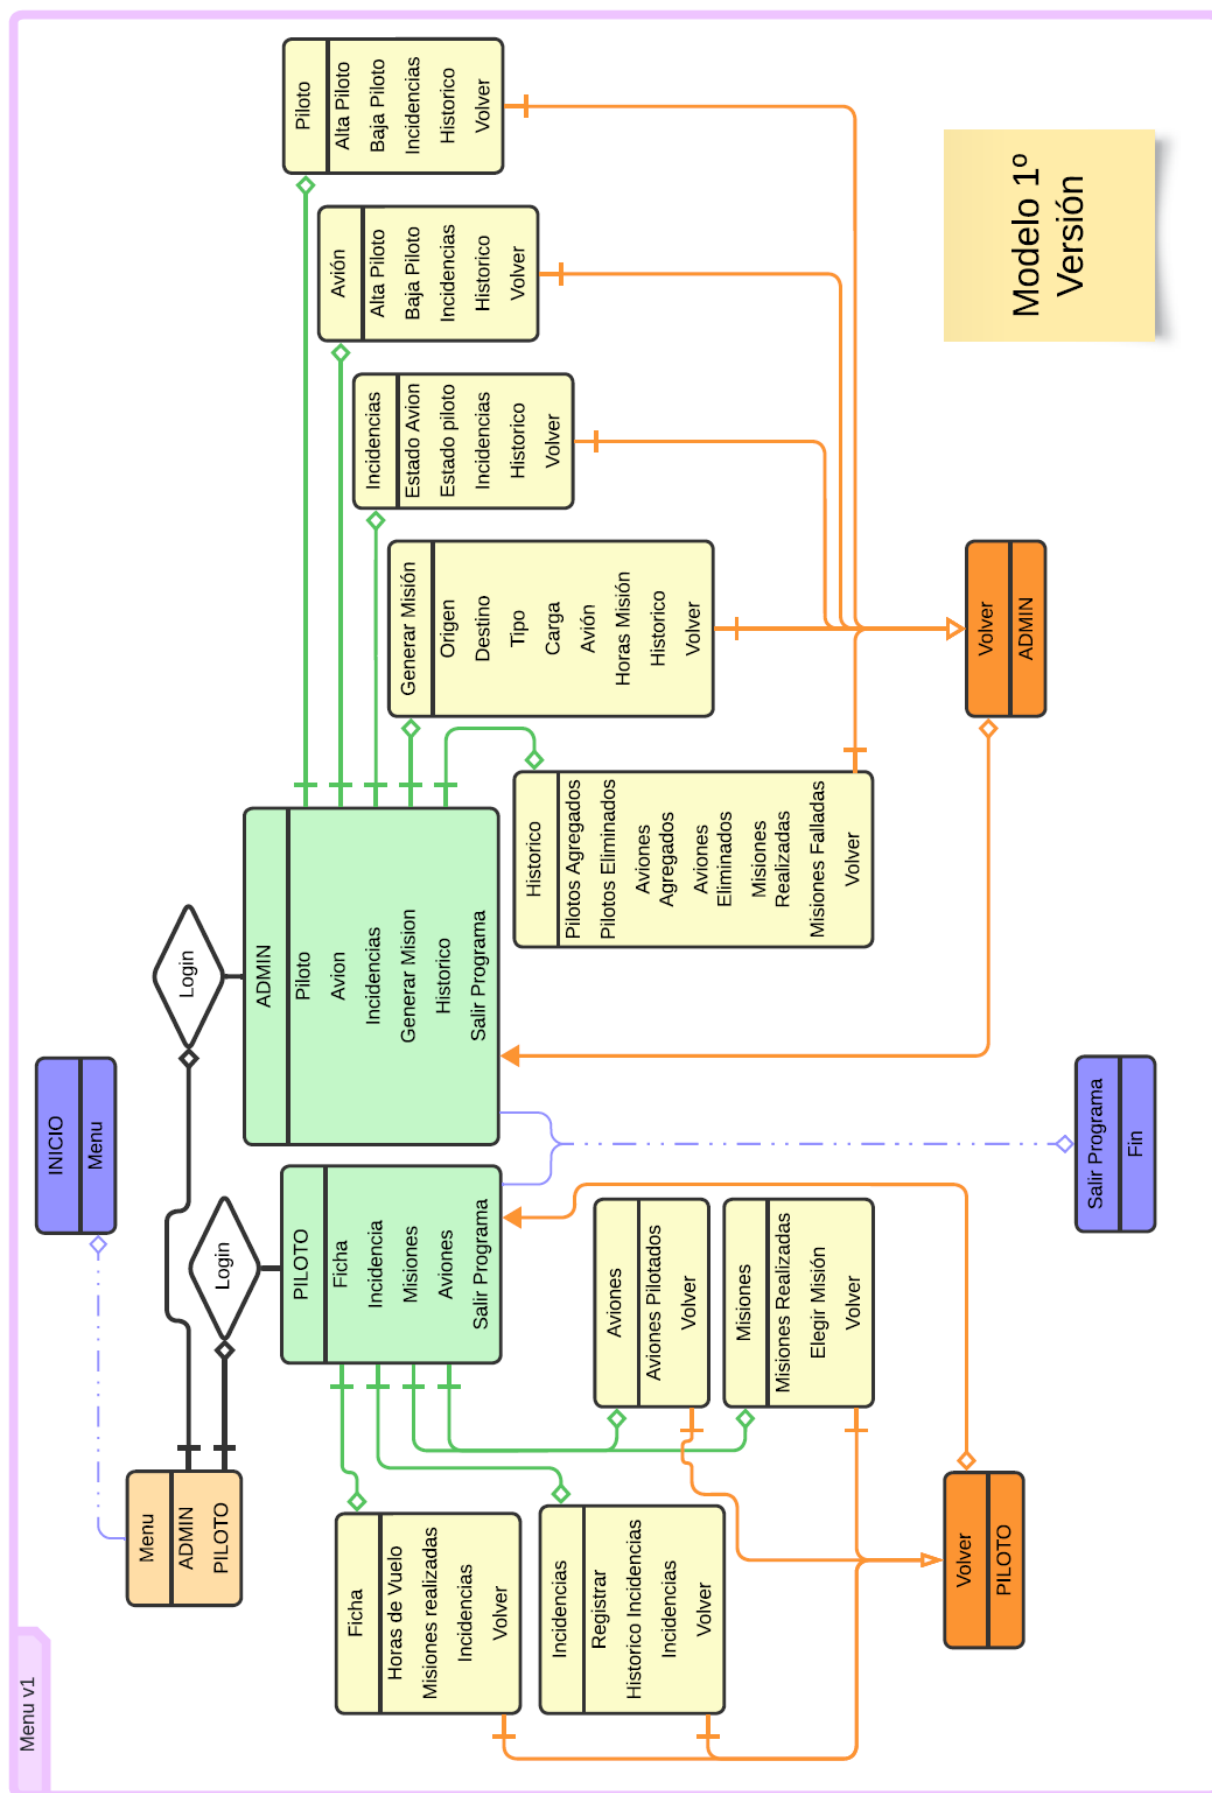 Menu v1
INICIO
Menu
Menu
ADMIN
PILOTO
Login
Login
PILOTO
Ficha
Incidencia
Misiones
Aviones
Salir Programa
ADMIN
Piloto
Avion
Incidencias
Generar Mision
Historico
Salir Programa
Ficha
Horas de Vuelo
Misiones realizadas
Incidencias
Volver
Incidencias
Registrar
Historico Incidencias
Incidencias
Volver
Aviones
Aviones Pilotados
Volver
Misiones
Misiones Realizadas
Elegir Misión
Volver
Historico
Pilotos Agregados
Pilotos Eliminados
Aviones
Agregados
Aviones
Eliminados
Misiones
Realizadas
Misiones Falladas
Volver
Generar Misión
Origen
Destino
Tipo
Carga
Avión
Horas Misión
Historico
Volver
Incidencias
Estado Avion
Estado piloto
Incidencias
Historico
Volver
Avión
Alta Piloto
Baja Piloto
Incidencias
Historico
Volver
Piloto
Alta Piloto
Baja Piloto
Incidencias
Historico
Volver
Volver
PILOTO
Salir Programa
Fin
Volver
ADMIN
Modelo 1º
Versión